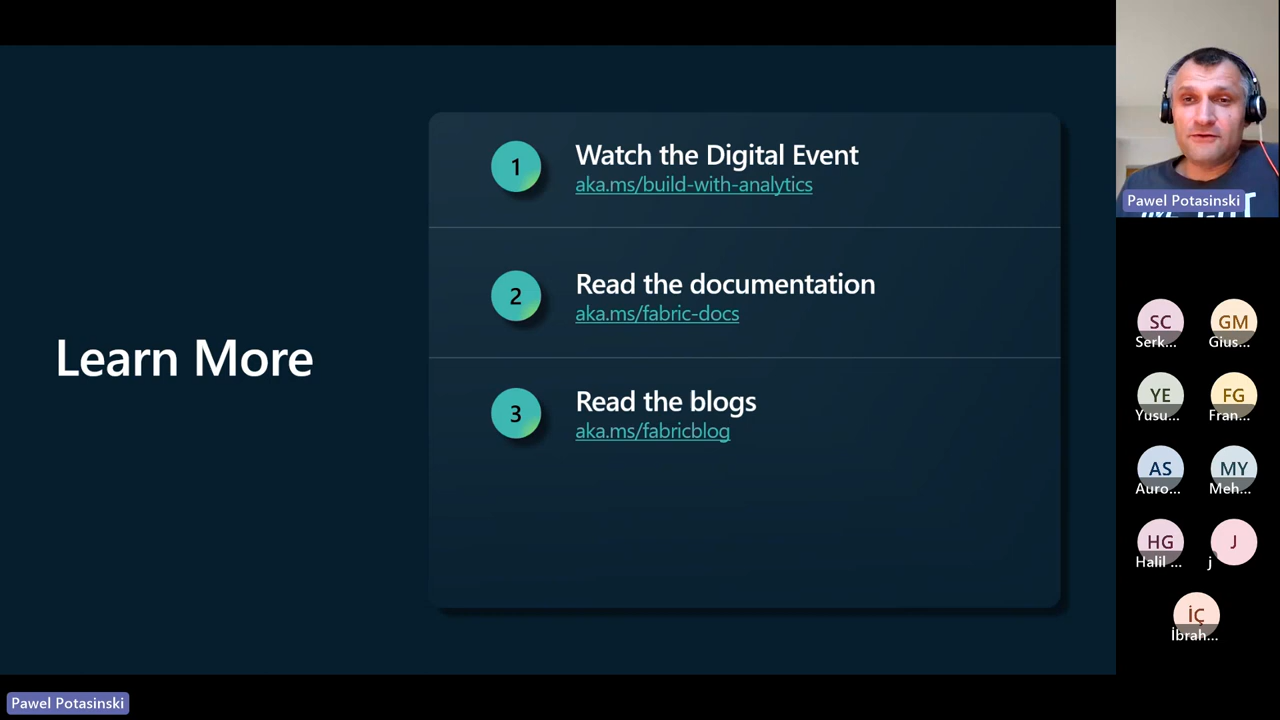 Learn More
1
Watch the Digital Event
aka.ms/build-with-analytics
2
Read the documentation
aka.ms/fabric-docs
3
Read the blogs
aka.ms/fabricblog
Pawel Potasinski
SC
Serk...
GM
Gius...
YE
Yusu...
FG
Fran...
AS
Auro...
MY
Meh...
HG
Halil ...
J
j
İÇ
İbrah...
Pawel Potasinski